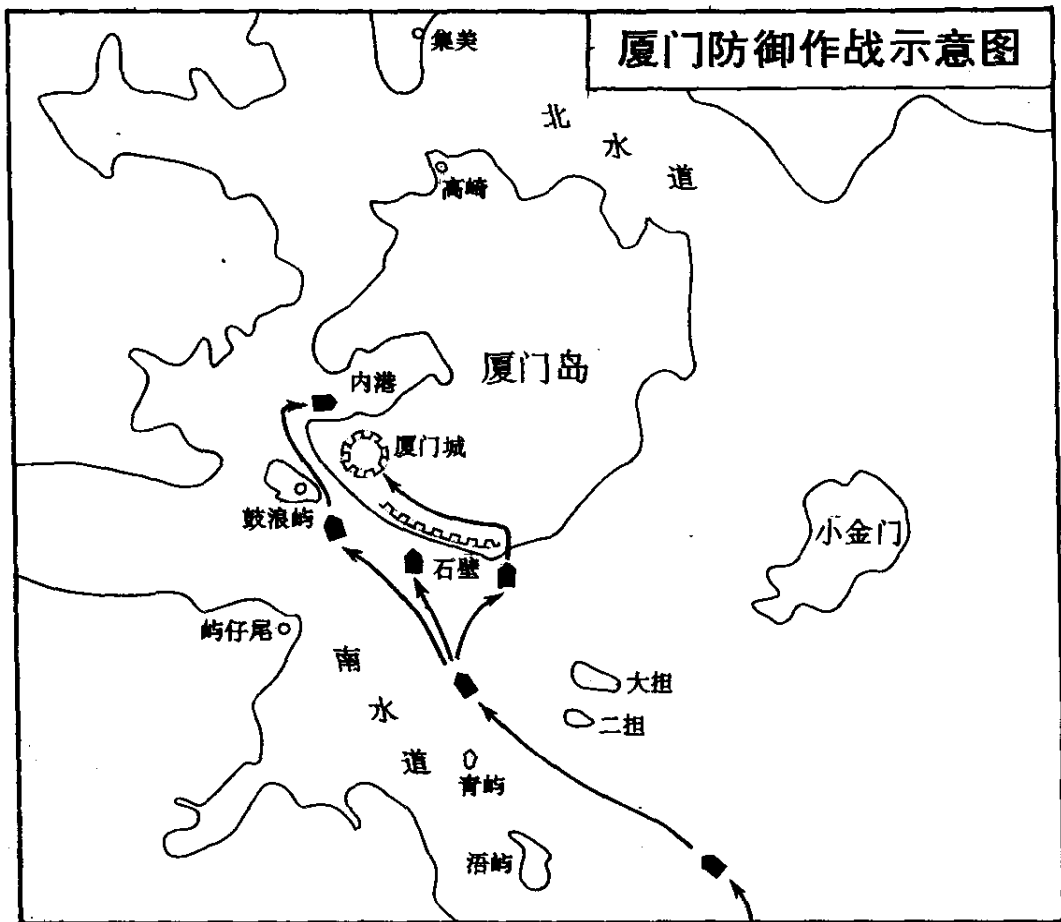 厦门防御作战示意图
集美
北水道
高崎
厦门岛
内港
厦门城
鼓浪屿
石壁
小金门
屿仔尾
南水道
大担
二担
青屿
浯屿